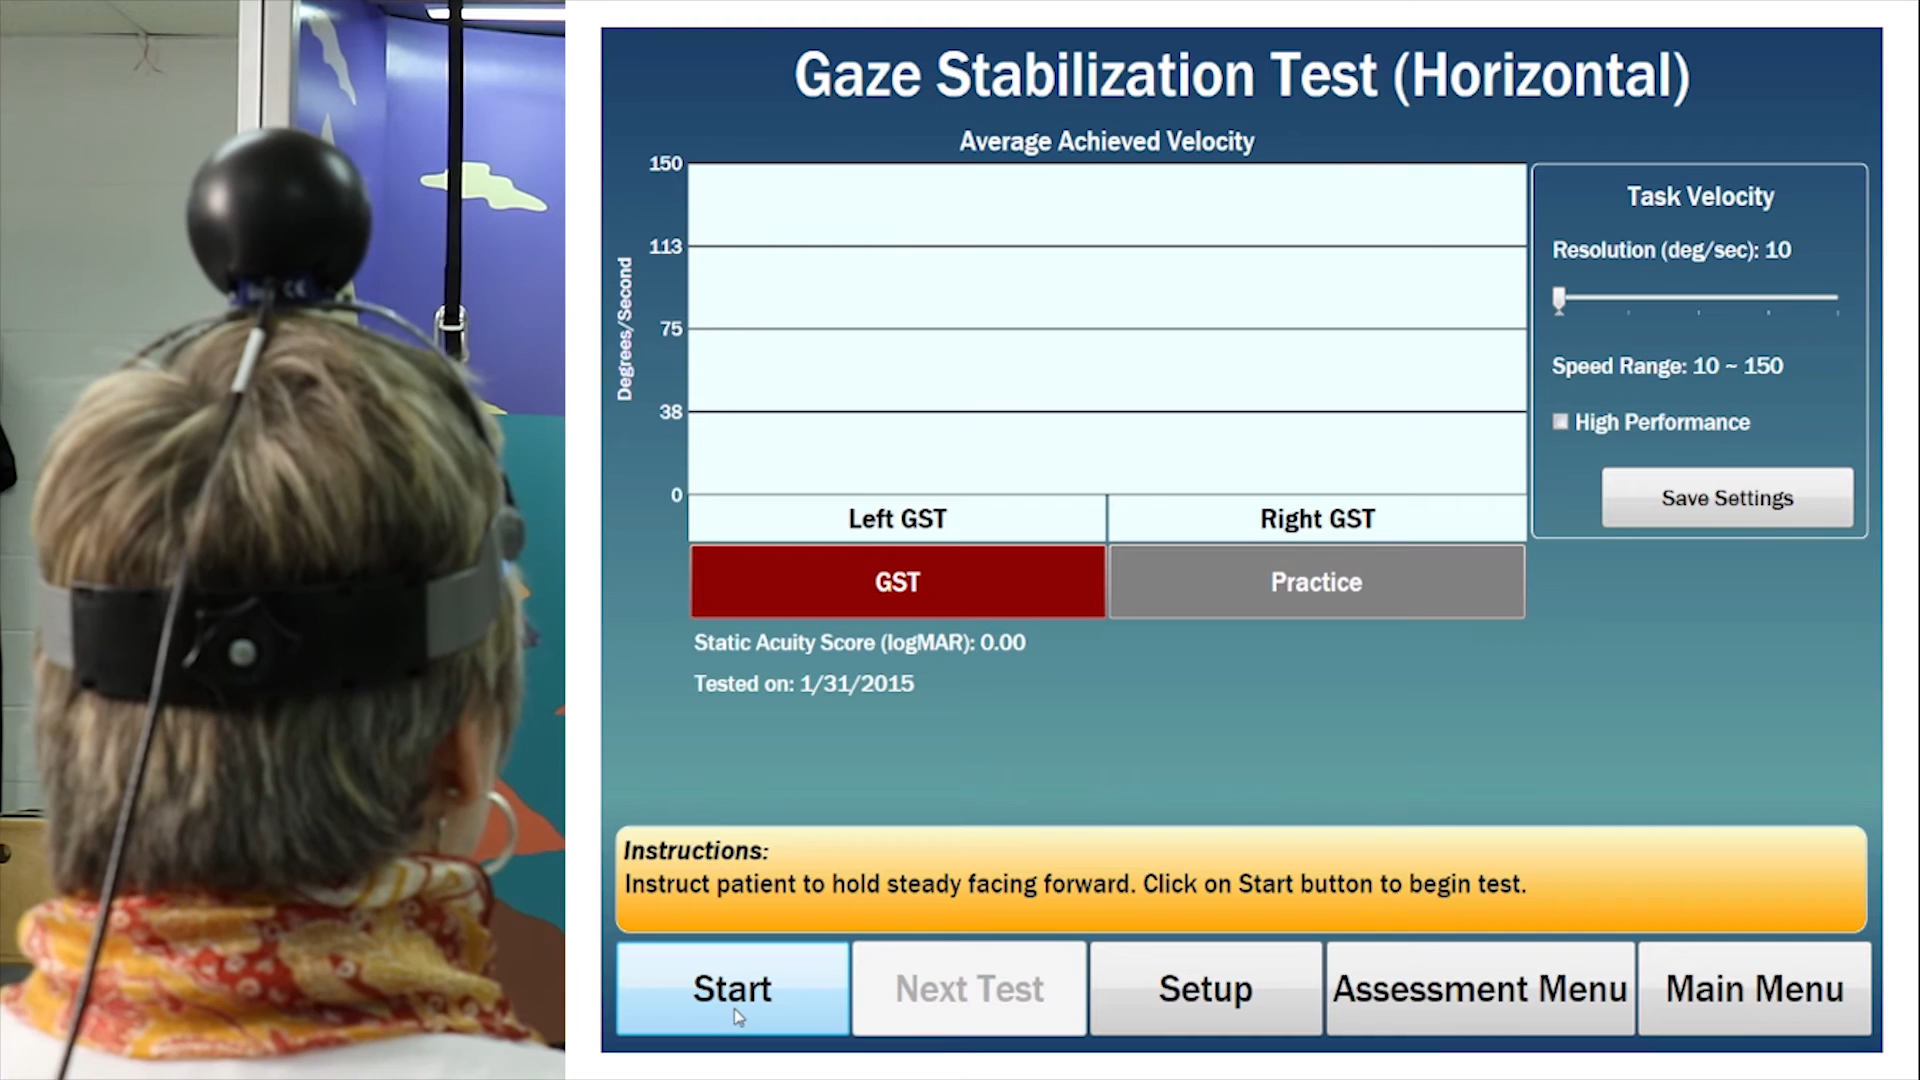 Gaze Stabilization Test (Horizontal)
Average Achieved Velocity
150
113
75
38
0
Degrees/Second
Left GST
Right GST
GST
Practice
Static Acuity Score (logMAR): 0.00
Tested on: 1/31/2015
Task Velocity
Resolution (deg/sec): 10
Speed Range: 10 ~ 150
High Performance
Save Settings
Instructions:
Instruct patient to hold steady facing forward. Click on Start button to begin test.
Start
Next Test
Setup
Assessment Menu
Main Menu